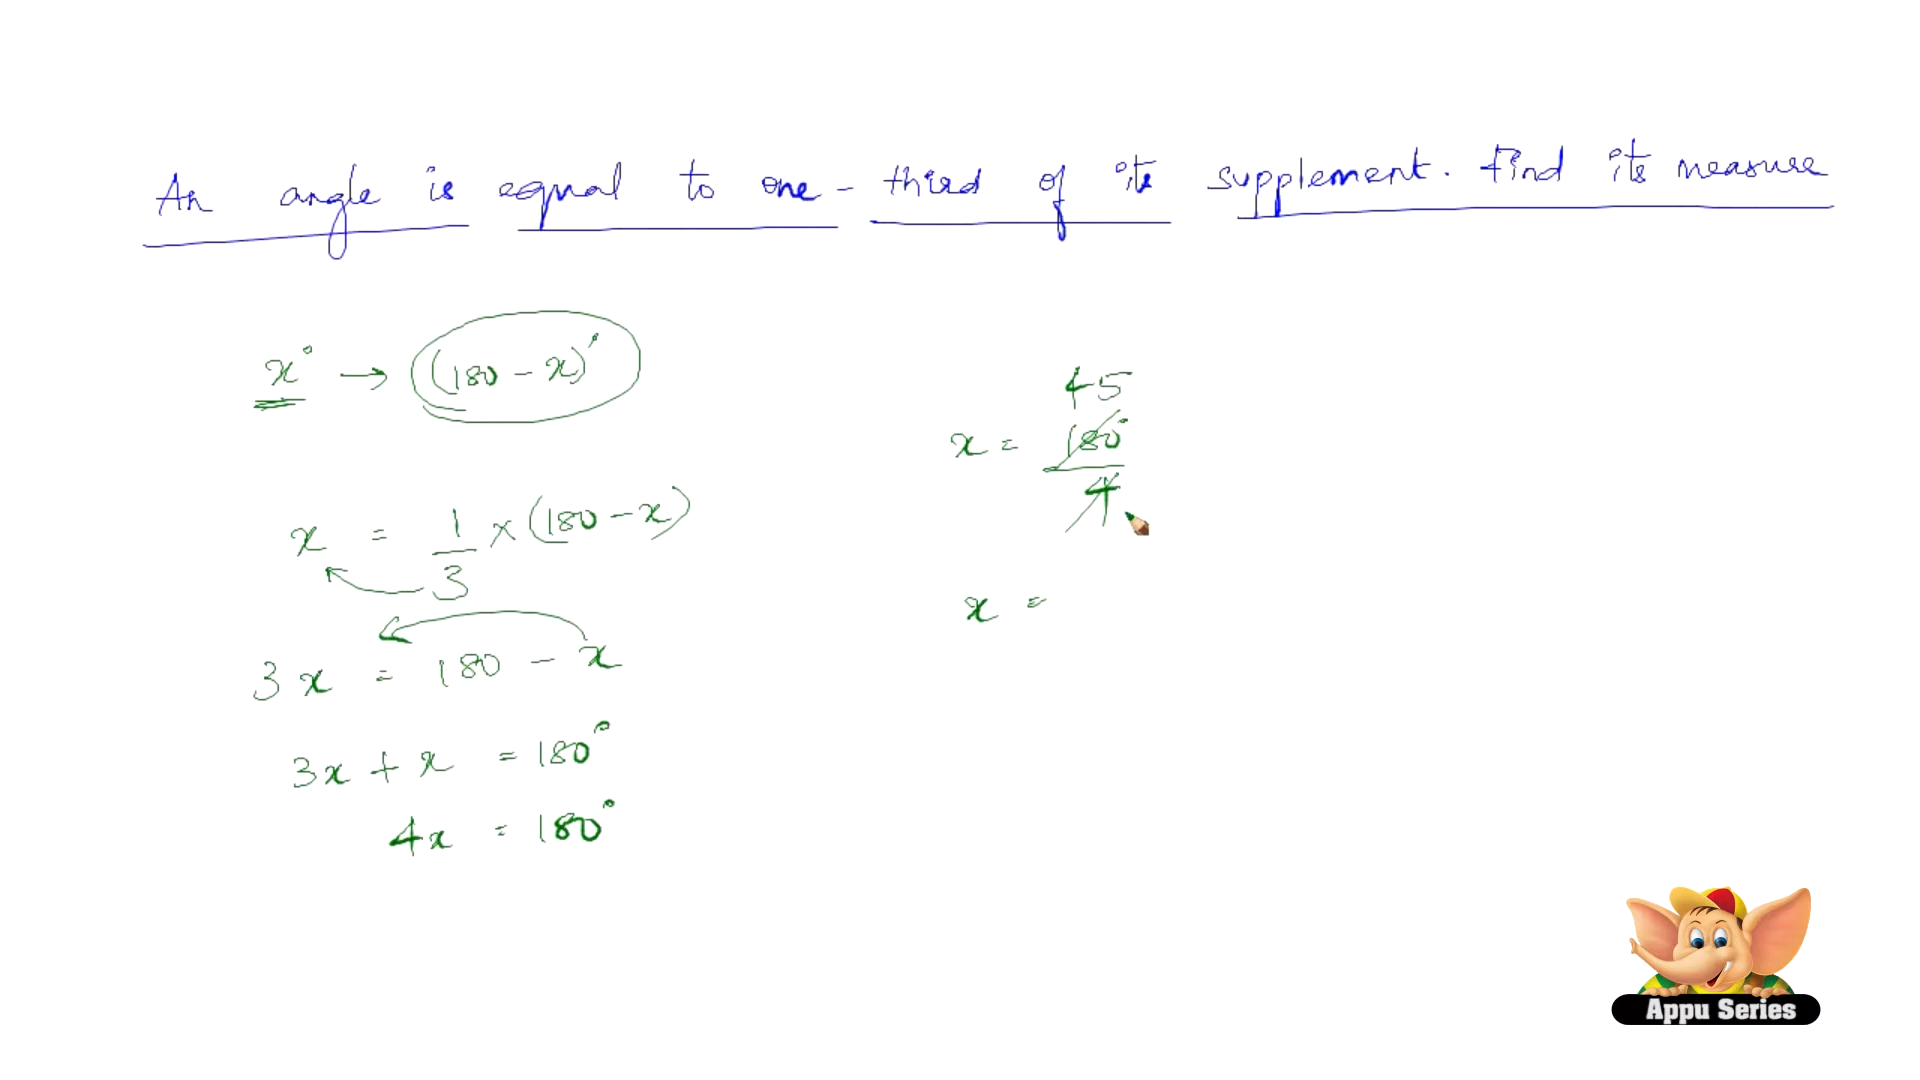 An angle is equal to one-third of its supplement. Find its measure
x° → (180 - x)°
x = 1/3 × (180 - x)
3x = 180 - x
3x + x = 180°
4x = 180°
45
x = 180°/4
x =
Appu Series